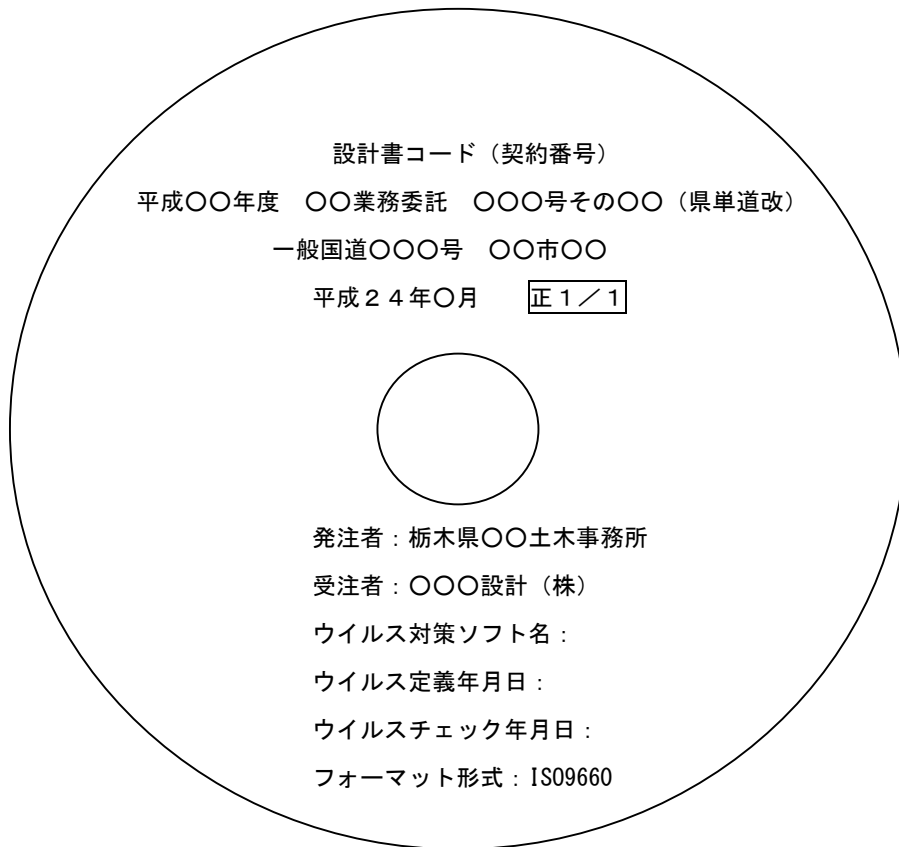 設計書コード（契約番号）
平成〇〇年度　〇〇業務委託　〇〇〇号その〇〇（県単道改）
一般国道〇〇〇号　〇〇市〇〇
平成２４年〇月　　正１／１
発注者：栃木県〇〇土木事務所
受注者：〇〇〇設計（株）
ウイルス対策ソフト名：
ウイルス定義年月日：
ウイルスチェック年月日：
フォーマット形式：ISO9660